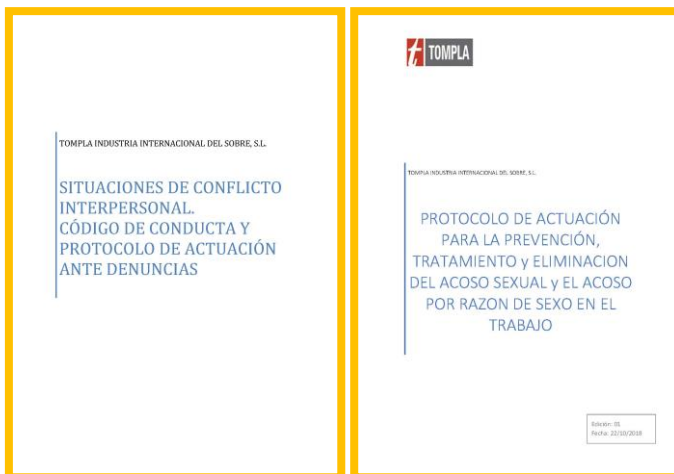 TOMPLA INDUSTRIA INTERNACIONAL DEL SOBRE, S.L.
SITUACIONES DE CONFLICTO
INTERPERSONAL.
CÓDIGO DE CONDUCTA Y
PROTOCOLO DE ACTUACIÓN
ANTE DENUNCIAS
t TOMPLA
TOMPLA INDUSTRIA INTERNACIONAL DEL SOBRE, S.L.
PROTOCOLO DE ACTUACIÓN
PARA LA PREVENCIÓN,
TRATAMIENTO y ELIMINACION
DEL ACOSO SEXUAL y EL ACOSO
POR RAZON DE SEXO EN EL
TRABAJO
Edición: 05
Fecha: 22/10/2018